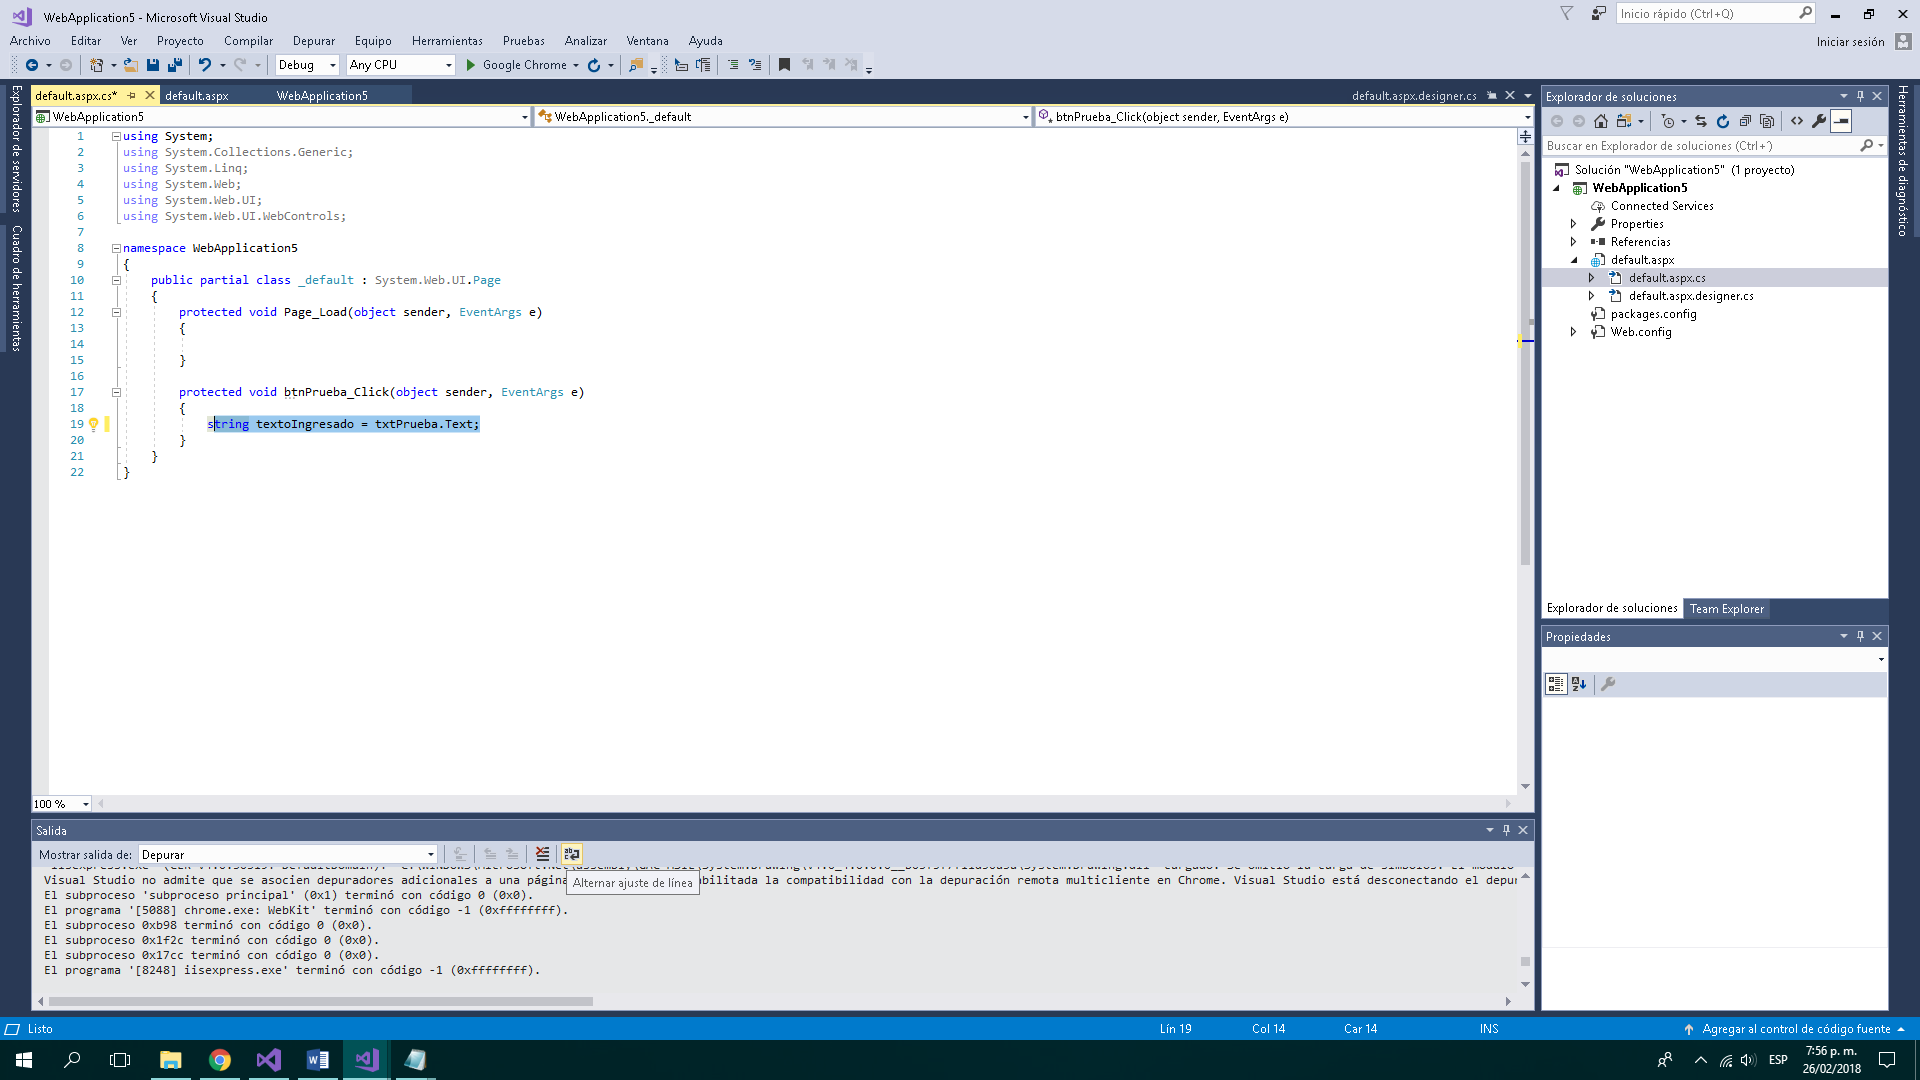 WebApplication5 - Microsoft Visual Studio
Inicio rápido (Ctrl+Q)
Archivo Editar Ver Proyecto Compilar Depurar Equipo Herramientas Pruebas Analizar Ventana Ayuda
Iniciar sesión
Debug Any CPU Google Chrome
Explorador de servidores
Cuadro de herramientas
default.aspx.cs* default.aspx WebApplication5 default.aspx.designer.cs
WebApplication5 WebApplication5._default btnPrueba_Click(object sender, EventArgs e)
1 using System;
2 using System.Collections.Generic;
3 using System.Linq;
4 using System.Web;
5 using System.Web.UI;
6 using System.Web.UI.WebControls;
7
8 namespace WebApplication5
9 {
10 public partial class _default : System.Web.UI.Page
11 {
12 protected void Page_Load(object sender, EventArgs e)
13 {
14
15 }
16
17 protected void btnPrueba_Click(object sender, EventArgs e)
18 {
19 string textoIngresado = txtPrueba.Text;
20 }
21 }
22 }
100 %
Explorador de soluciones
Buscar en Explorador de soluciones (Ctrl+´)
Solución "WebApplication5" (1 proyecto)
WebApplication5
Connected Services
Properties
Referencias
default.aspx
default.aspx.cs
default.aspx.designer.cs
packages.config
Web.config
Explorador de soluciones Team Explorer
Propiedades
Herramientas de diagnóstico
Salida
Mostrar salida de: Depurar
Visual Studio no admite que se asocien depuradores adicionales a una págin
abilitada la compatibilidad con la depuración remota multicliente en Chrome. Visual Studio está desconectando el depur
Alternar ajuste de línea
El subproceso 'subproceso principal' (0x1) terminó con código 0 (0x0).
El programa '[5088] chrome.exe: WebKit' terminó con código -1 (0xffffffff).
El subproceso 0xb98 terminó con código 0 (0x0).
El subproceso 0x1f2c terminó con código 0 (0x0).
El subproceso 0x17cc terminó con código 0 (0x0).
El programa '[8248] iisexpress.exe' terminó con código -1 (0xffffffff).
Listo Lín 19 Col 14 Car 14 INS Agregar al control de código fuente
ESP
7:56 p. m.
26/02/2018